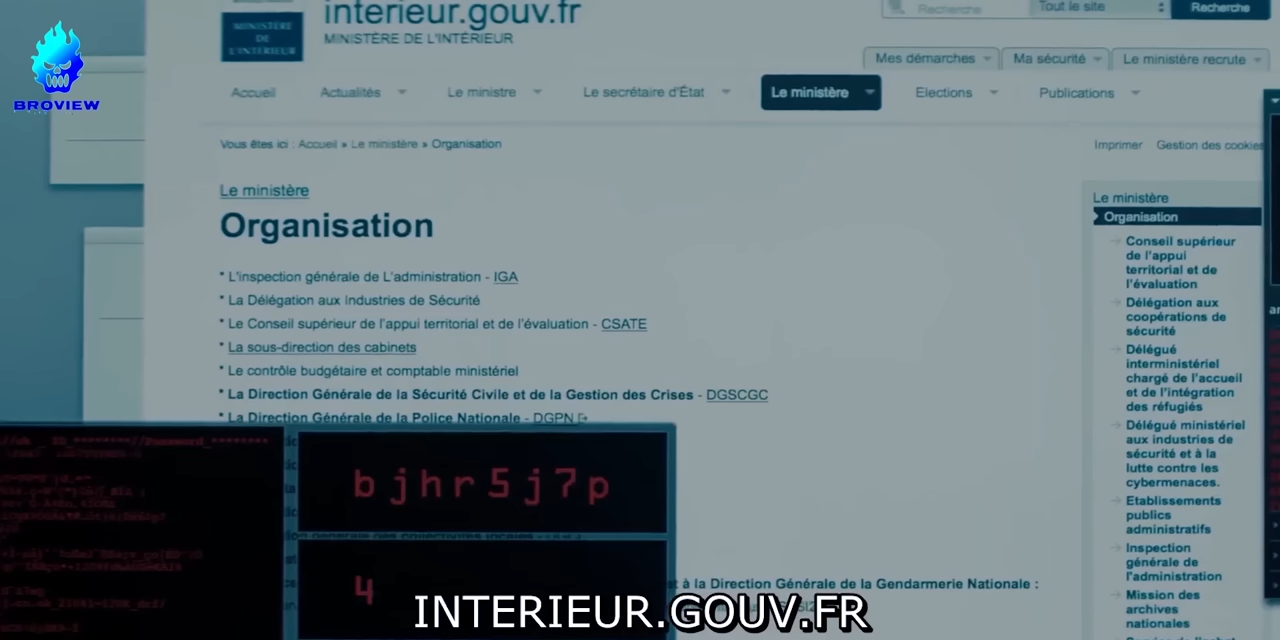 interieur.gouv.fr
MINISTÈRE DE L'INTÉRIEUR
MINISTÈRE
DE
L'INTÉRIEUR
Recherche
Tout le site
Recherche
Mes démarches
Ma sécurité
Le ministère recrute
BROVIEW
Accueil
Actualités
Le ministre
Le secrétaire d'État
Le ministère
Elections
Publications
Vous êtes ici : Accueil » Le ministère » Organisation
Imprimer
Gestion des cookies
Le ministère
Organisation
* L'inspection générale de L'administration - IGA
* La Délégation aux Industries de Sécurité
* Le Conseil supérieur de l'appui territorial et de l'évaluation - CSATE
* La sous-direction des cabinets
* Le contrôle budgétaire et comptable ministériel
* La Direction Générale de la Sécurité Civile et de la Gestion des Crises - DGSCGC
* La Direction Générale de la Police Nationale - DGPN
Le ministère
Organisation
Conseil supérieur
de l'appui
territorial et de
l'évaluation
Délégation aux
coopérations de
sécurité
Délégué
interministériel
chargé de l'accueil
et de l'intégration
des réfugiés
Délégué ministériel
aux industries de
sécurité et à la
lutte contre les
cybermenaces.
Etablissements
publics
administratifs
Inspection
générale de
l'administration
Mission des
archives
nationales
bjhr5j7p
4
à la Direction Générale de la Gendarmerie Nationale :
INTERIEUR.GOUV.FR